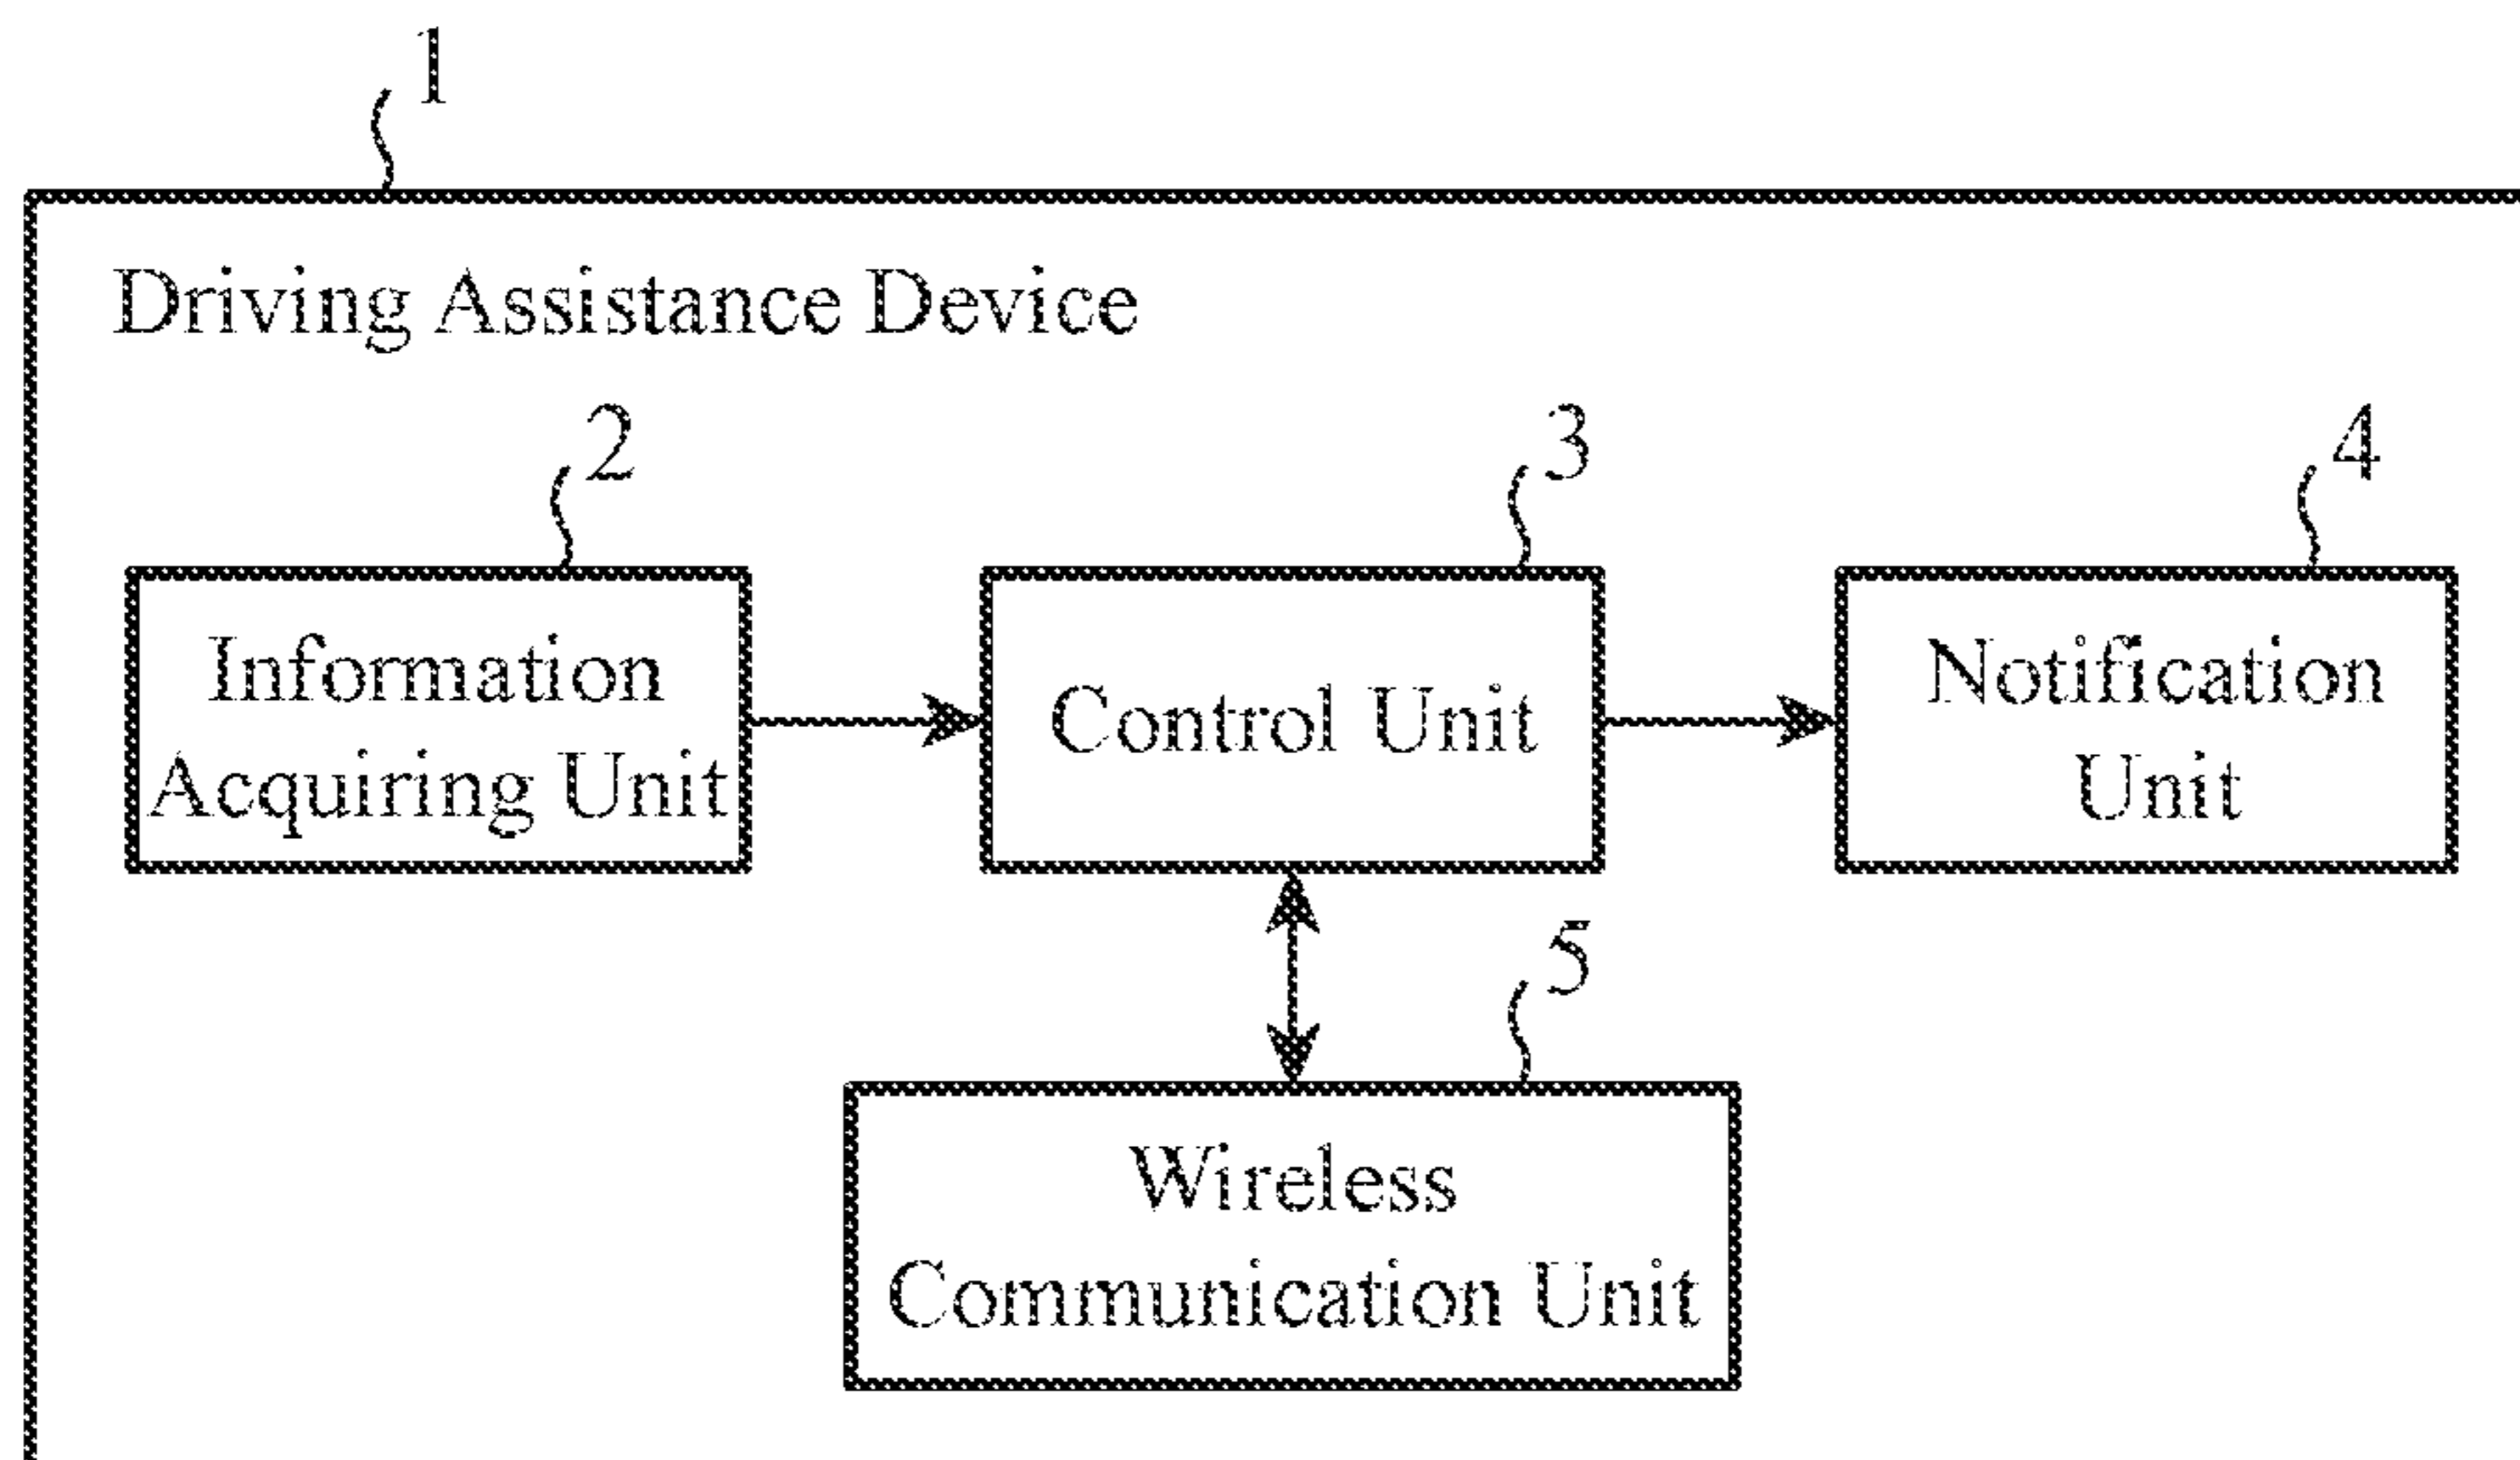 1
Driving Assistance Device
2
3
4
Information
Acquiring Unit
Control Unit
Notification
Unit
5
Wireless
Communication Unit